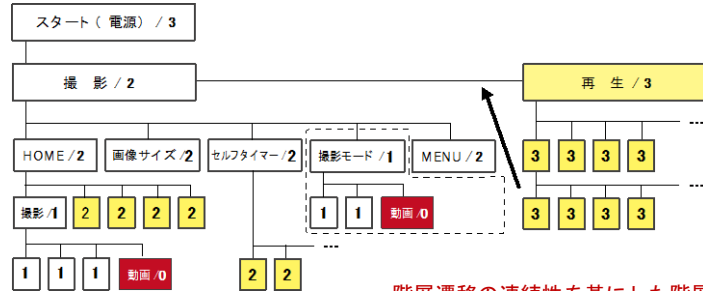 スタート（ 電源） / 3
撮 影 / 2
再 生 / 3
HOME / 2 画像サイズ / 2 セルフタイマー / 2 撮影モード / 1 MENU / 2
3 3 3 3
撮影 / 1 2 2 2 2
1 1 動画 / 0
3 3 3 3
1 1 1 動画 / 0
2 2